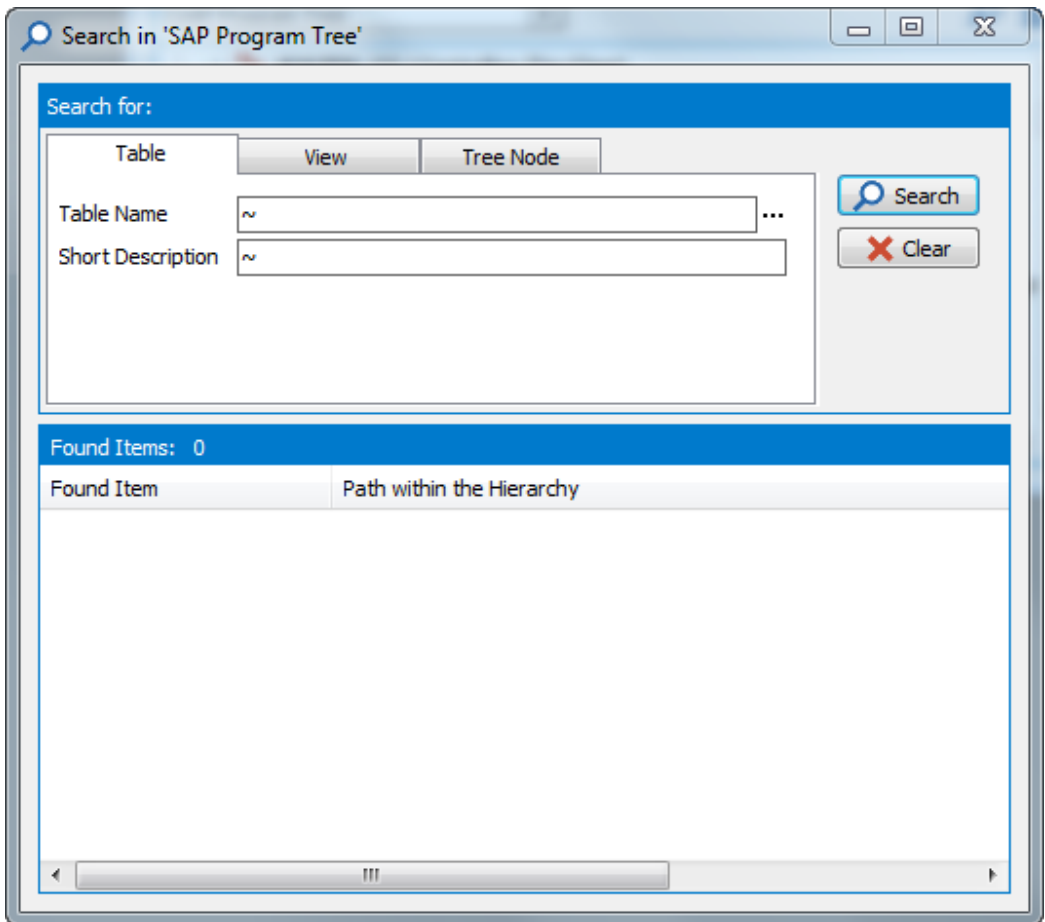 Search in 'SAP Program Tree'
Search for:
Table View Tree Node
Table Name ~ ... Search
Short Description ~ Clear
Found Items: 0
Found Item Path within the Hierarchy